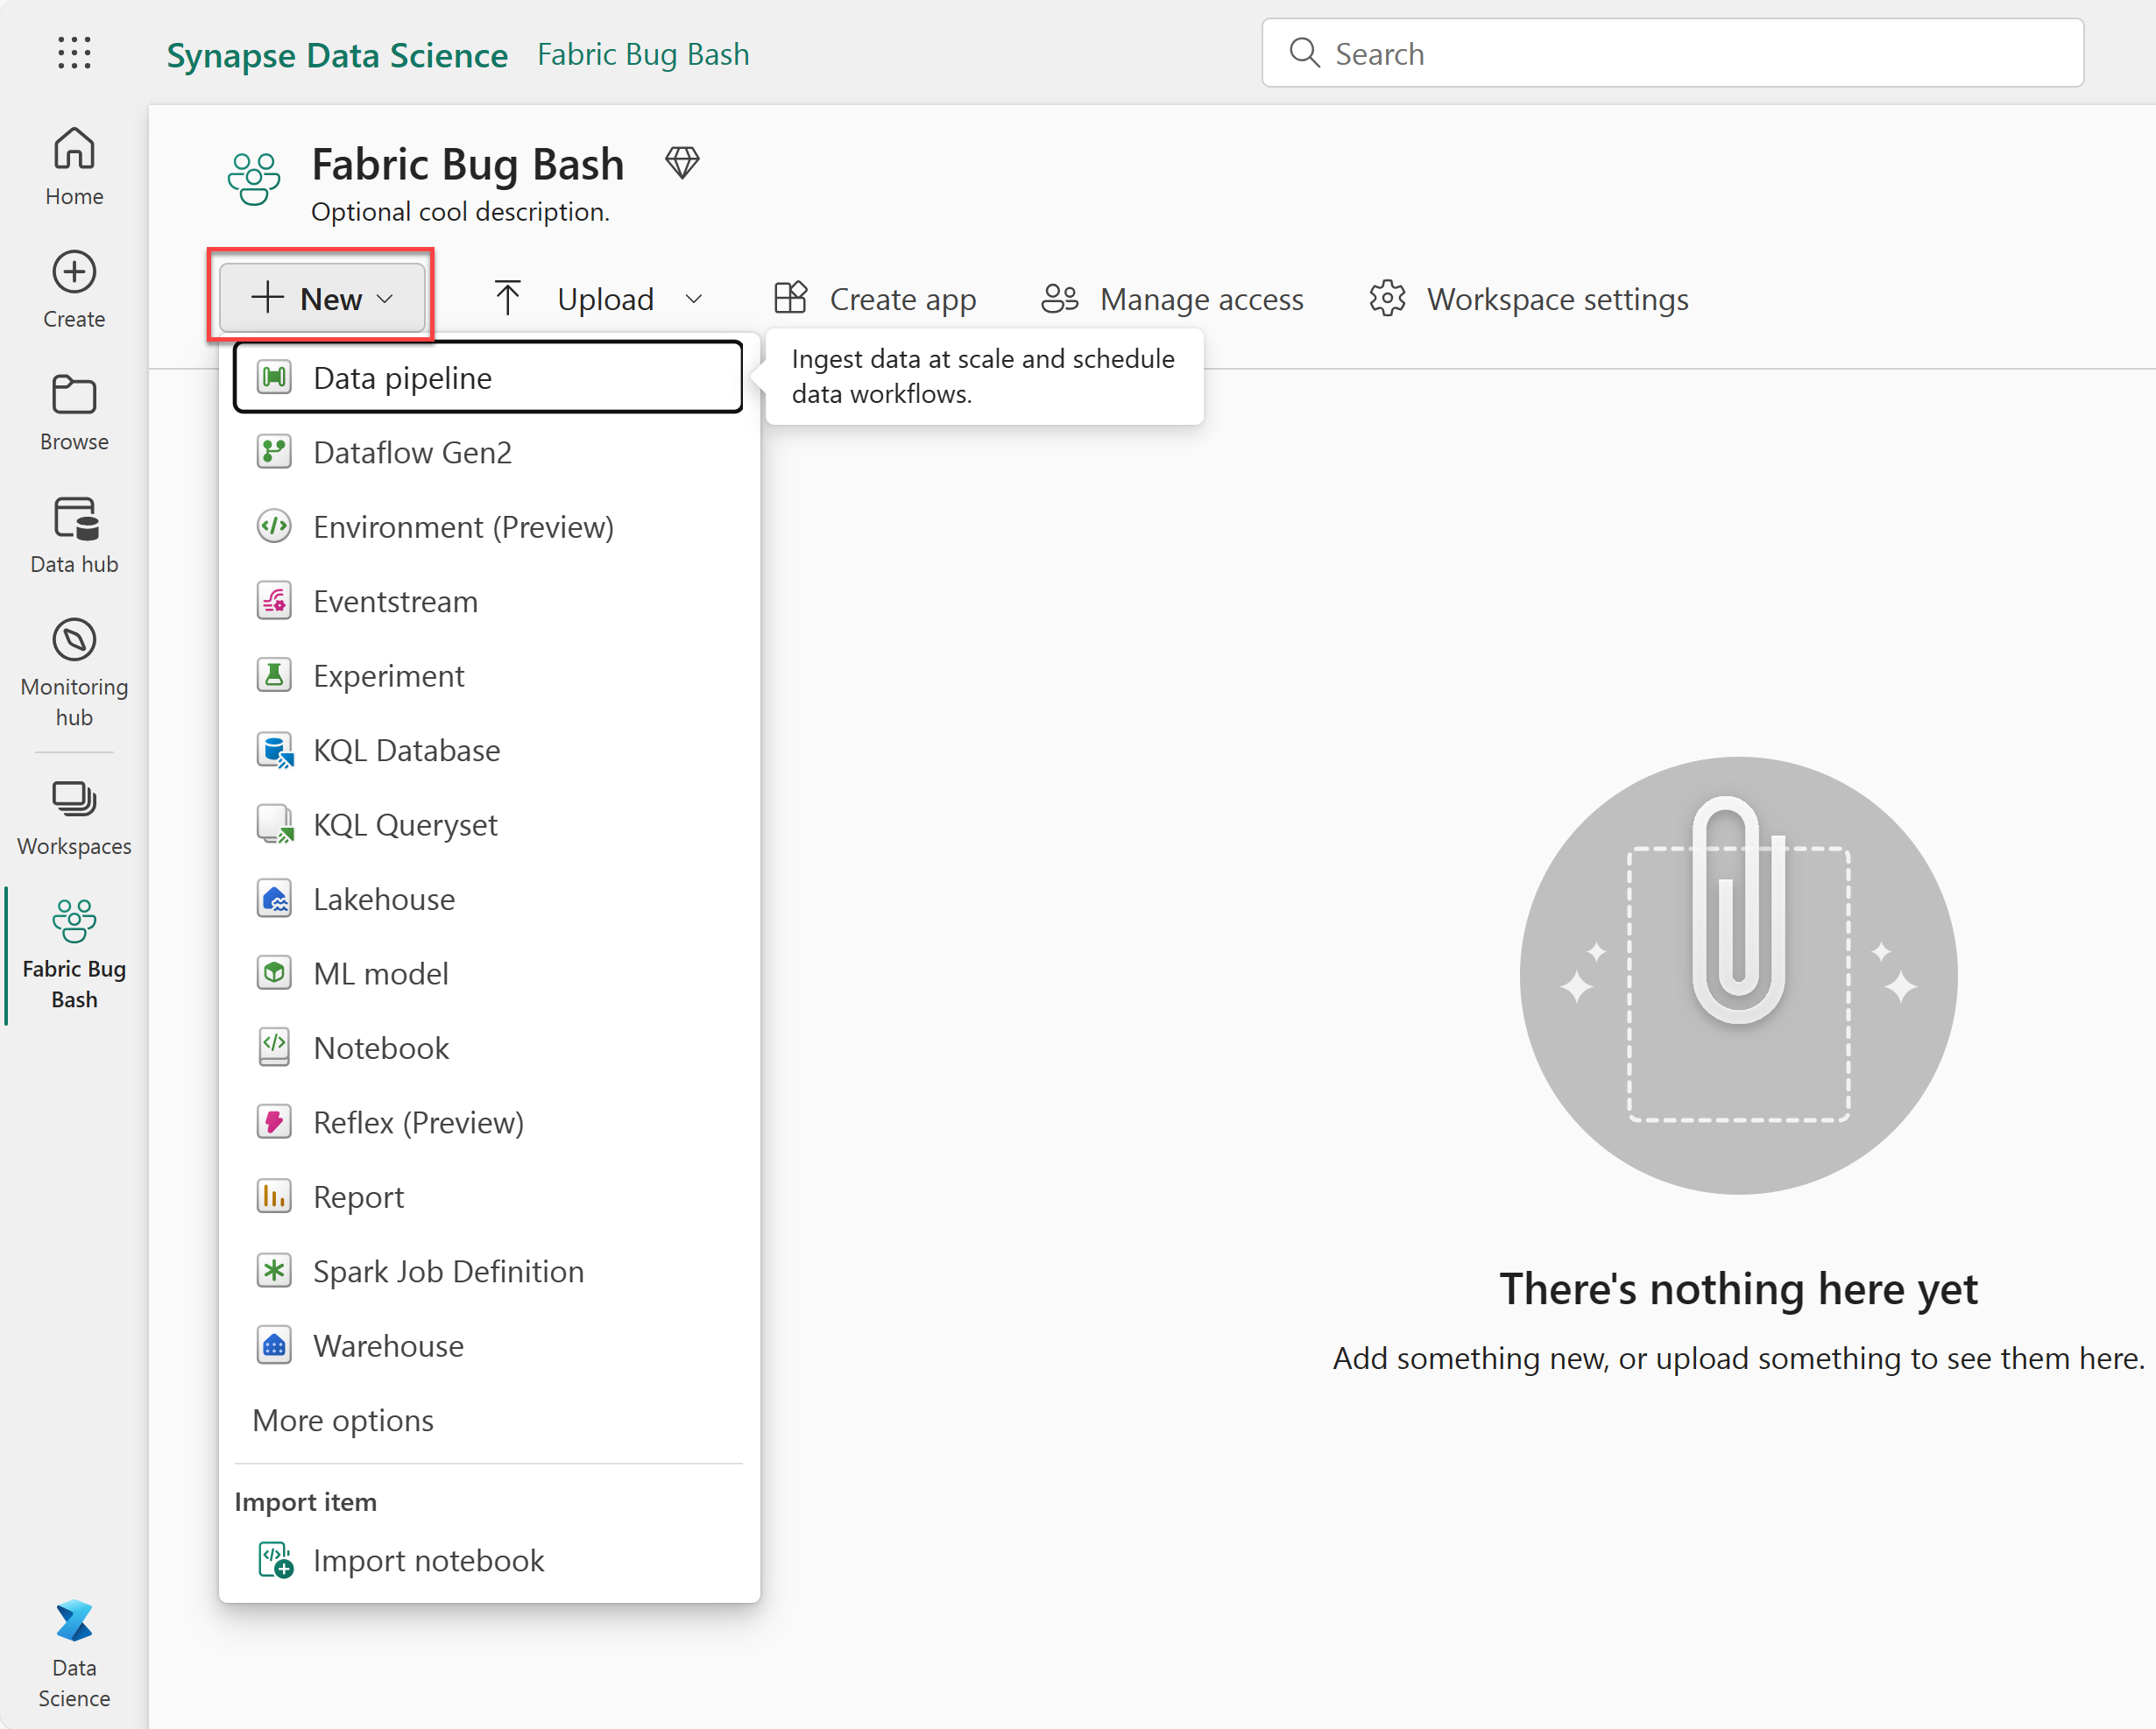 Synapse Data Science Fabric Bug Bash
Search
Home
Create
Browse
Data hub
Monitoring
hub
Workspaces
Fabric Bug
Bash
Data
Science
Fabric Bug Bash
Optional cool description.
New
Upload
Create app
Manage access
Workspace settings
Data pipeline
Ingest data at scale and schedule
data workflows.
Dataflow Gen2
Environment (Preview)
Eventstream
Experiment
KQL Database
KQL Queryset
Lakehouse
ML model
Notebook
Reflex (Preview)
Report
Spark Job Definition
Warehouse
More options
Import item
Import notebook
There's nothing here yet
Add something new, or upload something to see them here.